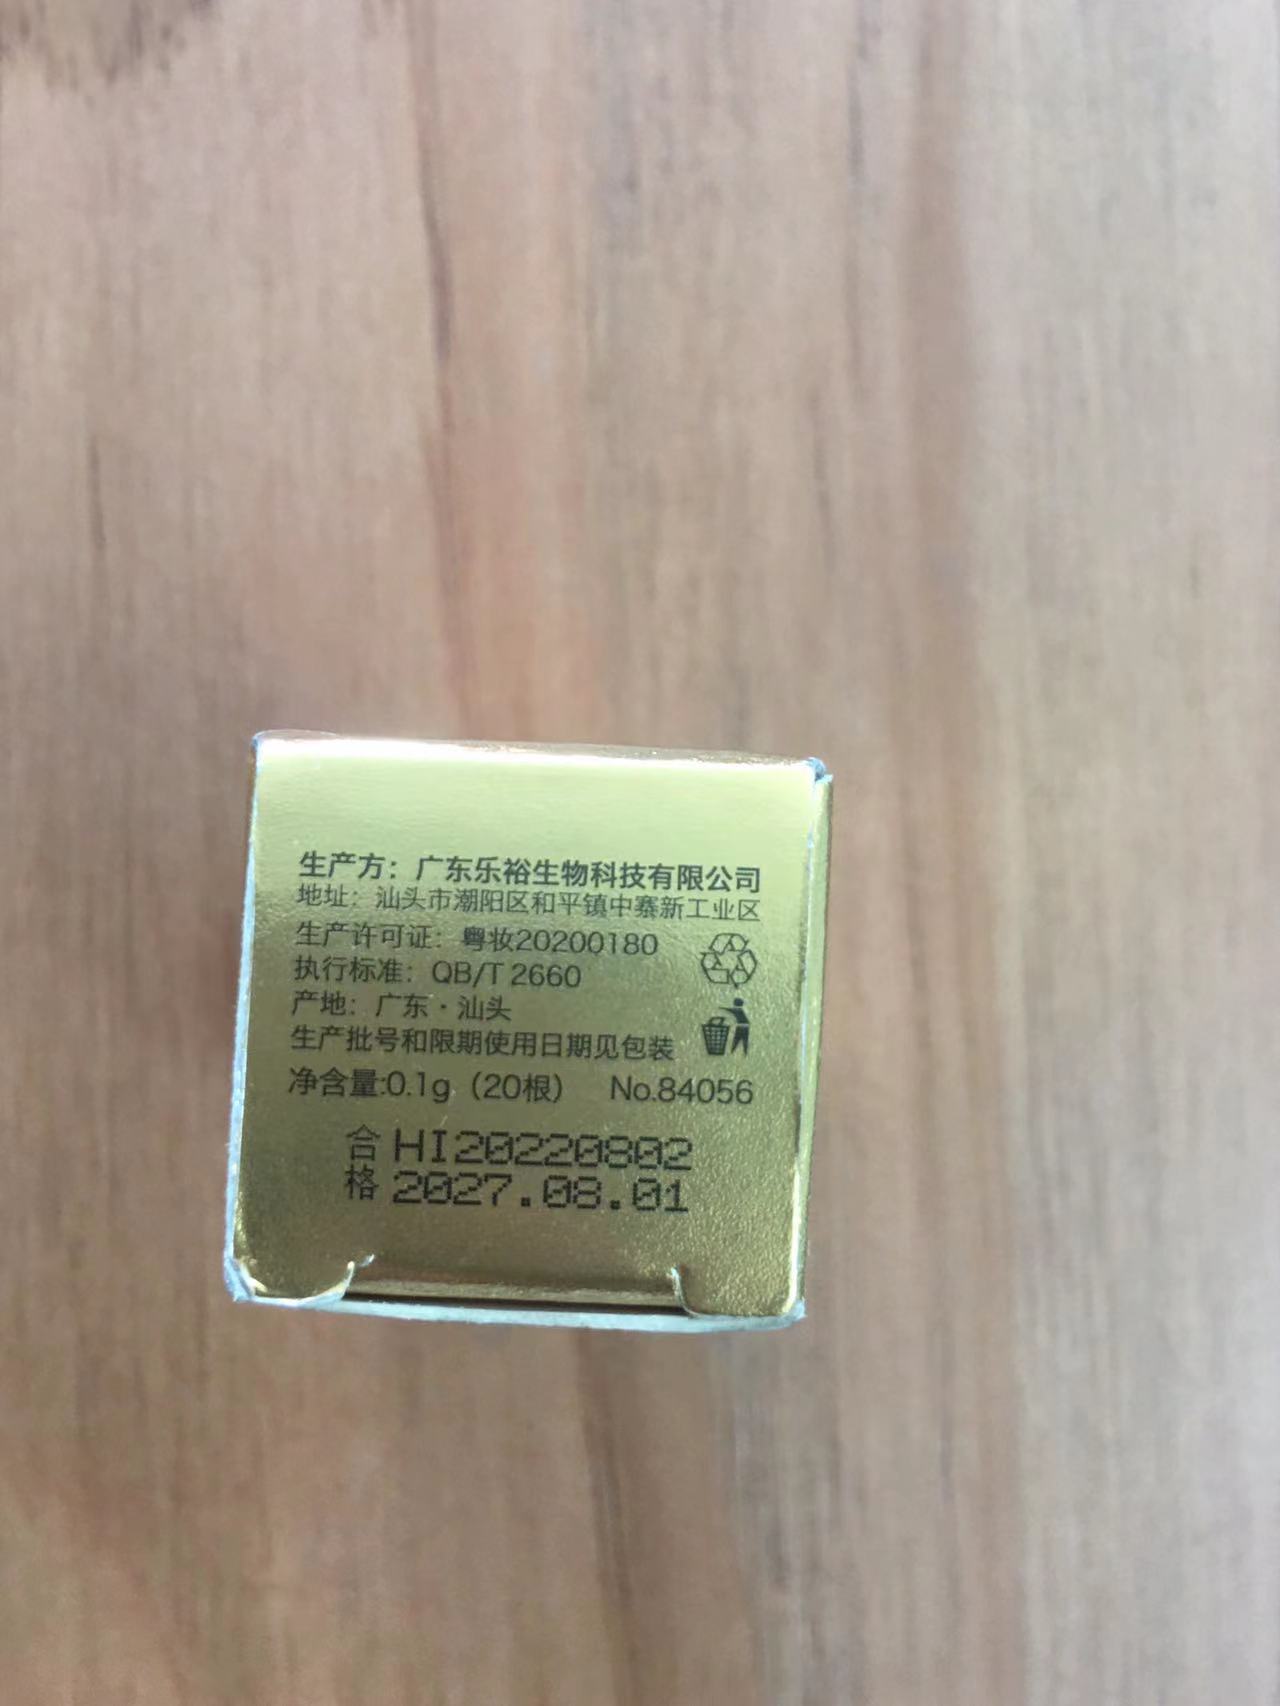 生产方：广东乐裕生物科技有限公司
地址：汕头市潮阳区和平镇中寨新工业区
生产许可证：粤妆20200180
执行标准：QB/T 2660
产地：广东·汕头
生产批号和限期使用日期见包装
净含量:0.1g（20根） No.84056
合格 HI20220802
2027.08.01